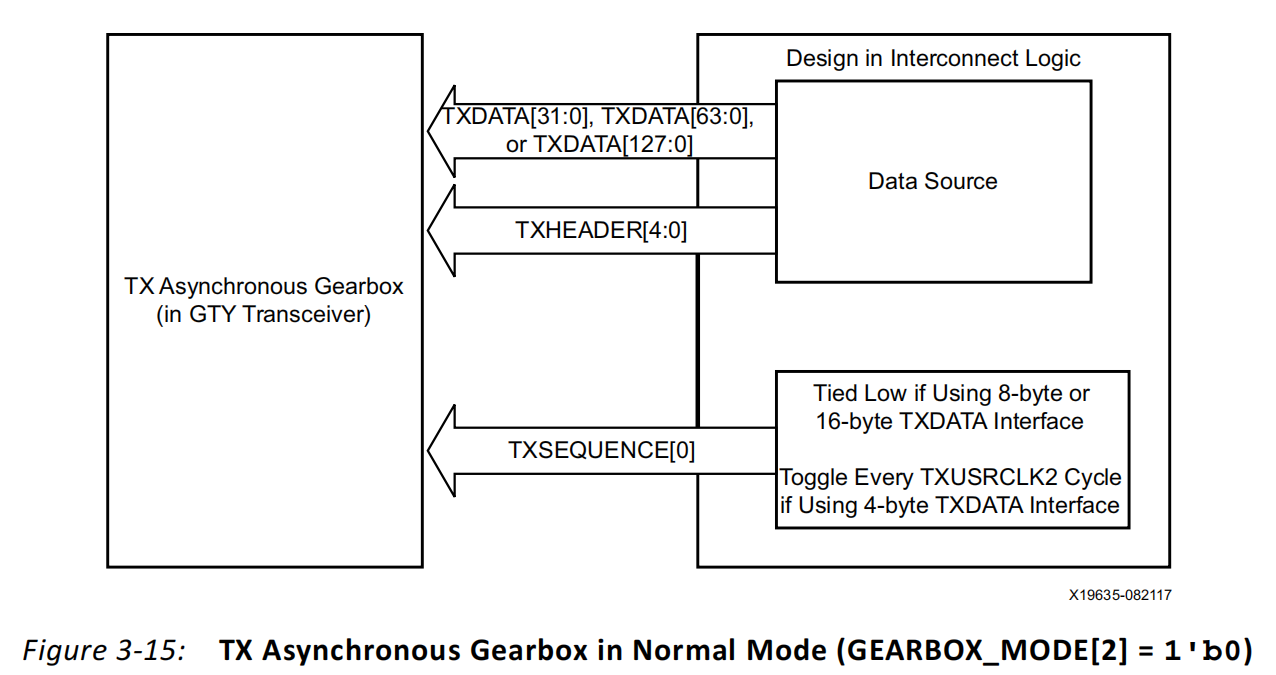 Design in Interconnect Logic
TXDATA[31:0], TXDATA[63:0],
or TXDATA[127:0]
Data Source
TXHEADER[4:0]
TX Asynchronous Gearbox
(in GTY Transceiver)
Tied Low if Using 8-byte or
16-byte TXDATA Interface
TXSEQUENCE[0]
Toggle Every TXUSRCLK2 Cycle
if Using 4-byte TXDATA Interface
X19635-082117
Figure 3-15: TX Asynchronous Gearbox in Normal Mode (GEARBOX_MODE[2] = 1'b0)